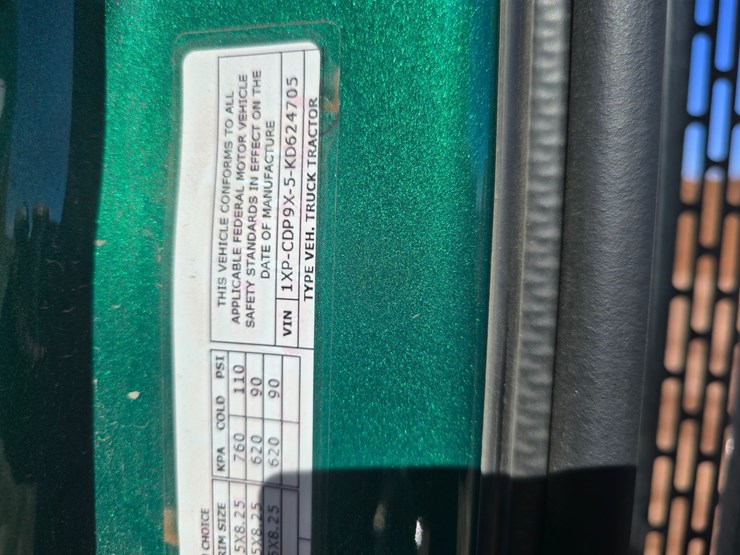 THIS VEHICLE CONFORMS TO ALL
APPLICABLE FEDERAL MOTOR VEHICLE
SAFETY STANDARDS IN EFFECT ON THE
DATE OF MANUFACTURE
VIN 1XP-CDP9X-5-KD624705
TYPE VEH. TRUCK TRACTOR
CHOICE
RIM SIZE KPA COLD PSI
5X8.25 760 110
5X8.25 620 90
5X8.25 620 90